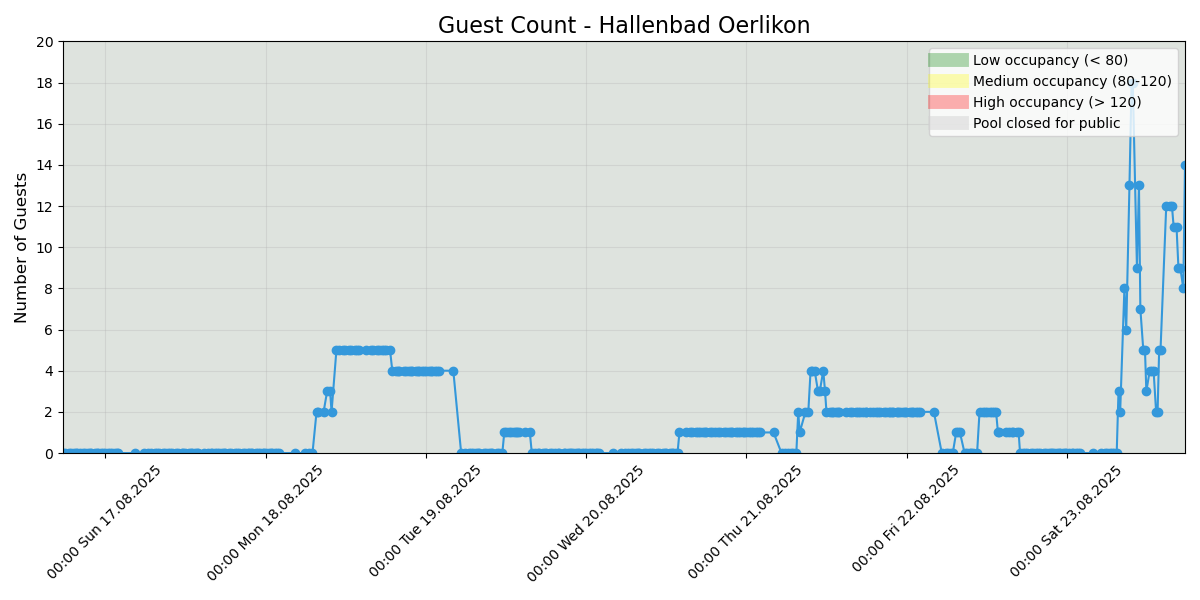 Guest Count - Hallenbad Oerlikon
Low occupancy (< 80)
Medium occupancy (80-120)
High occupancy (> 120)
Pool closed for public
Number of Guests
20
18
16
14
12
10
8
6
4
2
0
00:00 Sun 17.08.2025
00:00 Mon 18.08.2025
00:00 Tue 19.08.2025
00:00 Wed 20.08.2025
00:00 Thu 21.08.2025
00:00 Fri 22.08.2025
00:00 Sat 23.08.2025